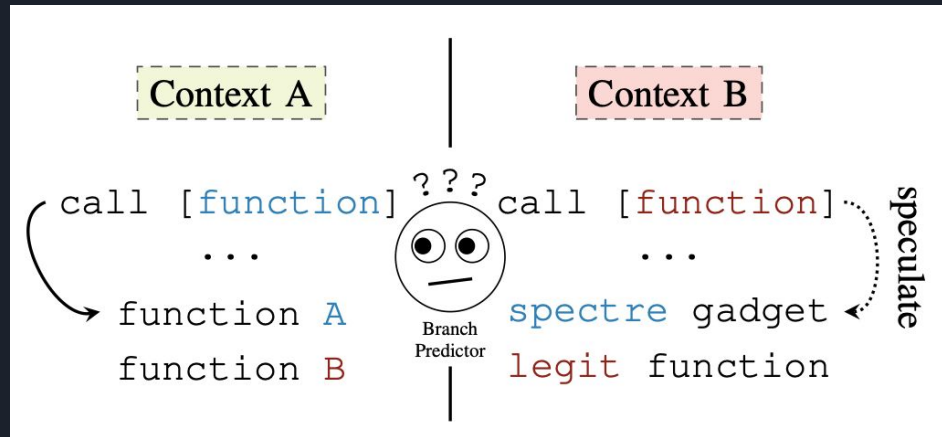 Context A
Context B
???
call [function]
call [function]
...
...
speculate
function A
spectre gadget
Branch
Predictor
function B
legit function